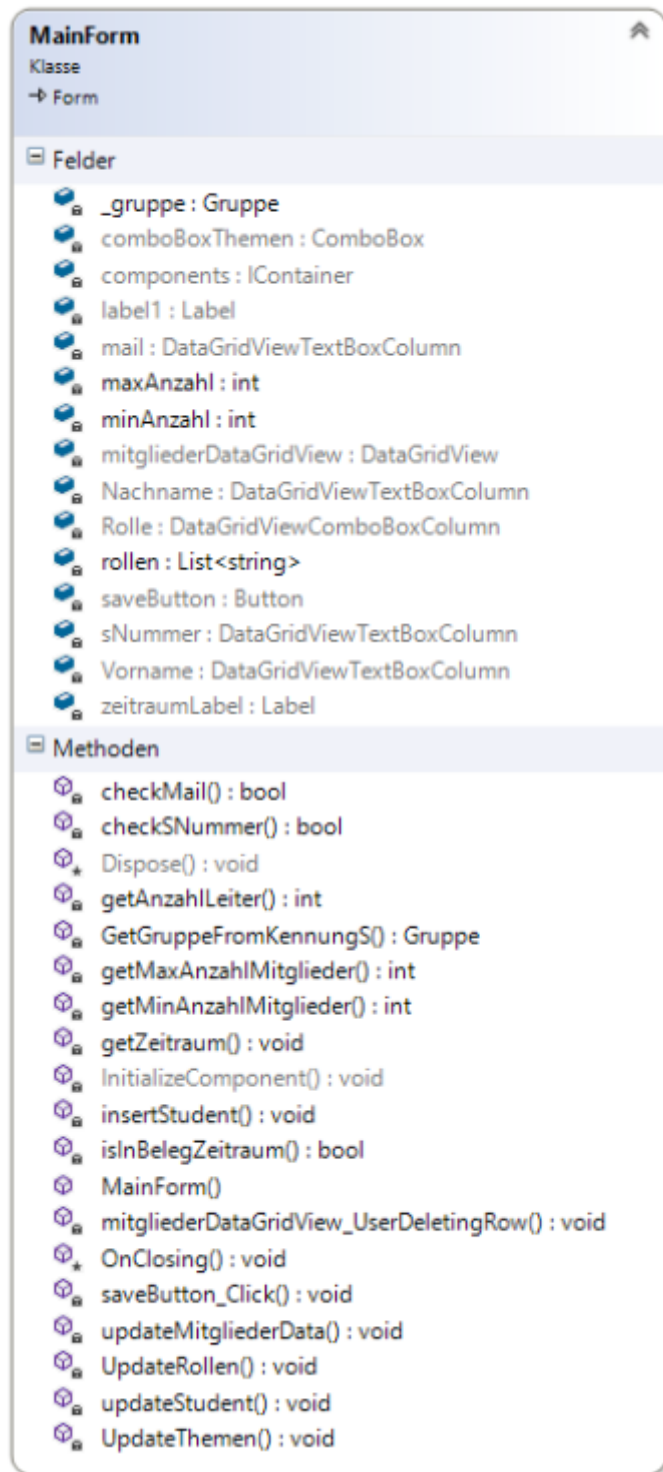 MainForm
Klasse
Form
Felder
_gruppe : Gruppe
comboBoxThemen : ComboBox
components : IContainer
label1 : Label
mail : DataGridViewTextBoxColumn
maxAnzahl : int
minAnzahl : int
mitgliederDataGridView : DataGridView
Nachname : DataGridViewTextBoxColumn
Rolle : DataGridViewComboBoxColumn
rollen : List<string>
saveButton : Button
sNummer : DataGridViewTextBoxColumn
Vorname : DataGridViewTextBoxColumn
zeitraumLabel : Label
Methoden
checkMail() : bool
checkSNummer() : bool
Dispose() : void
getAnzahlLeiter() : int
GetGruppeFromKennungS() : Gruppe
getMaxAnzahlMitglieder() : int
getMinAnzahlMitglieder() : int
getZeitraum() : void
InitializeComponent() : void
insertStudent() : void
isInBelegZeitraum() : bool
MainForm()
mitgliederDataGridView_UserDeletingRow() : void
OnClosing() : void
saveButton_Click() : void
updateMitgliederData() : void
UpdateRollen() : void
updateStudent() : void
UpdateThemen() : void